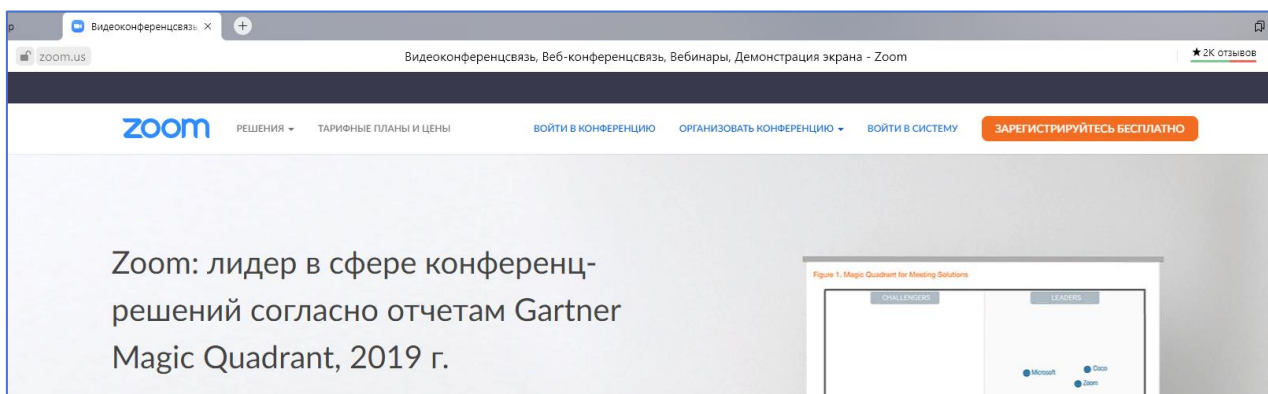 р
Видеоконференцсвязь
zoom.us
Видеоконференцсвязь, Веб-конференцсвязь, Вебинары, Демонстрация экрана - Zoom
★2K отзывов
zoom
РЕШЕНИЯ
ТАРИФНЫЕ ПЛАНЫ И ЦЕНЫ
ВОЙТИ В КОНФЕРЕНЦИЮ
ОРГАНИЗОВАТЬ КОНФЕРЕНЦИЮ
ВОЙТИ В СИСТЕМУ
ЗАРЕГИСТРИРУЙТЕСЬ БЕСПЛАТНО
Zoom: лидер в сфере конференц-
решений согласно отчетам Gartner
Magic Quadrant, 2019 г.
Figure 1. Magic Quadrant for Meeting Solutions
CHALLENGERS
LEADERS
Microsoft
Cisco
Zoom